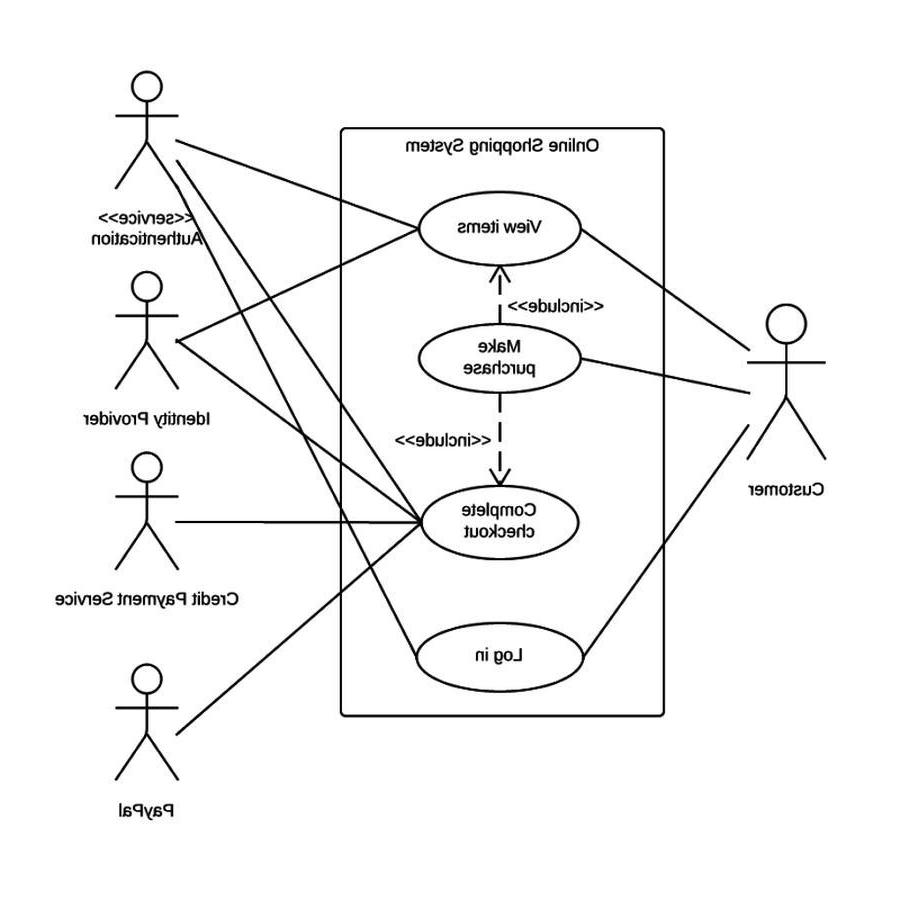 Online Shopping System
<<service>>
Authentication
View items
<<include>>
Make
purchase
Identity Provider
<<include>>
Customer
Complete
checkout
Credit Payment Service
Log in
PayPal